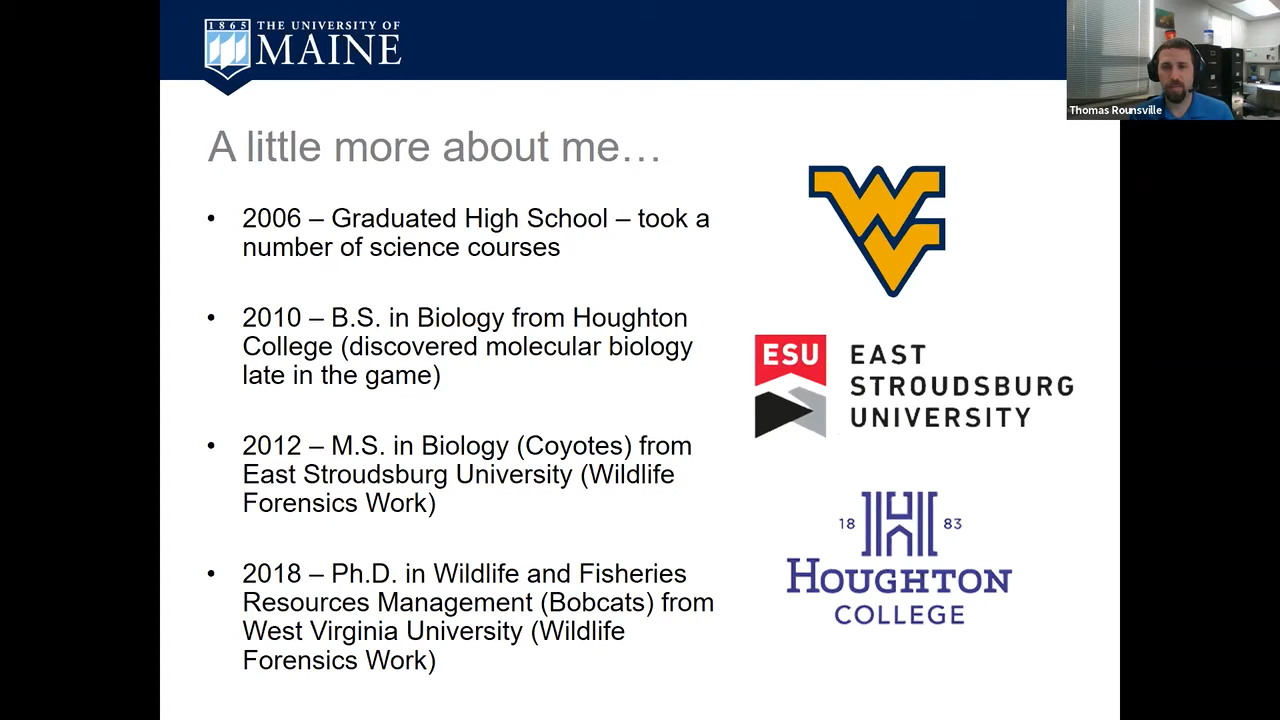 1865 THE UNIVERSITY OF
MAINE
Thomas Rounsville
A little more about me…
• 2006 – Graduated High School – took a
number of science courses
• 2010 – B.S. in Biology from Houghton
College (discovered molecular biology
late in the game)
• 2012 – M.S. in Biology (Coyotes) from
East Stroudsburg University (Wildlife
Forensics Work)
• 2018 – Ph.D. in Wildlife and Fisheries
Resources Management (Bobcats) from
West Virginia University (Wildlife
Forensics Work)
WV
ESU EAST
STROUDSBURG
UNIVERSITY
18 H 83
HOUGHTON
COLLEGE